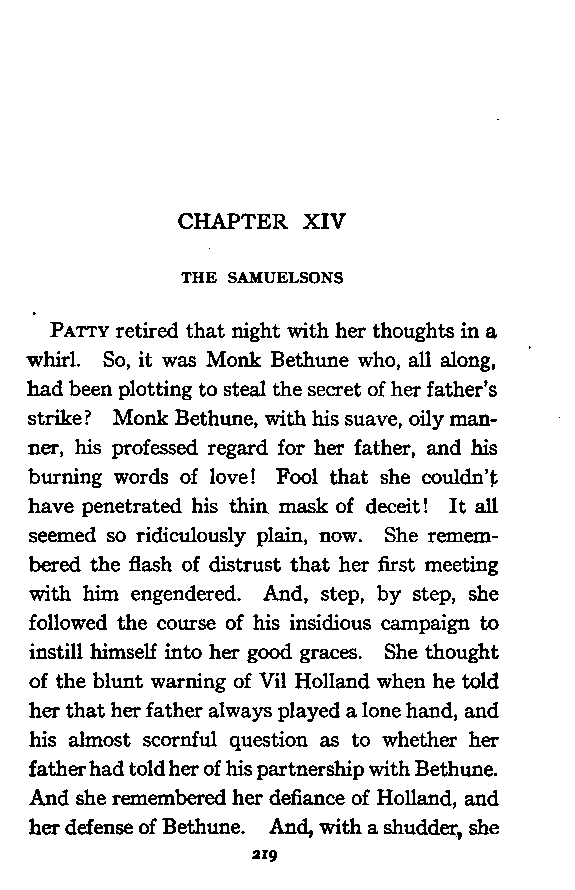 CHAPTER XIV
THE SAMUELSONS
PATTY retired that night with her thoughts in a
whirl. So, it was Monk Bethune who, all along,
had been plotting to steal the secret of her father's
strike? Monk Bethune, with his suave, oily man-
ner, his professed regard for her father, and his
burning words of love! Fool that she couldn't
have penetrated his thin mask of deceit! It all
seemed so ridiculously plain, now. She remem-
bered the flash of distrust that her first meeting
with him engendered. And, step, by step, she
followed the course of his insidious campaign to
instill himself into her good graces. She thought
of the blunt warning of Vil Holland when he told
her that her father always played a lone hand, and
his almost scornful question as to whether her
father had told her of his partnership with Bethune.
And she remembered her defiance of Holland, and
her defense of Bethune. And, with a shudder, she
219